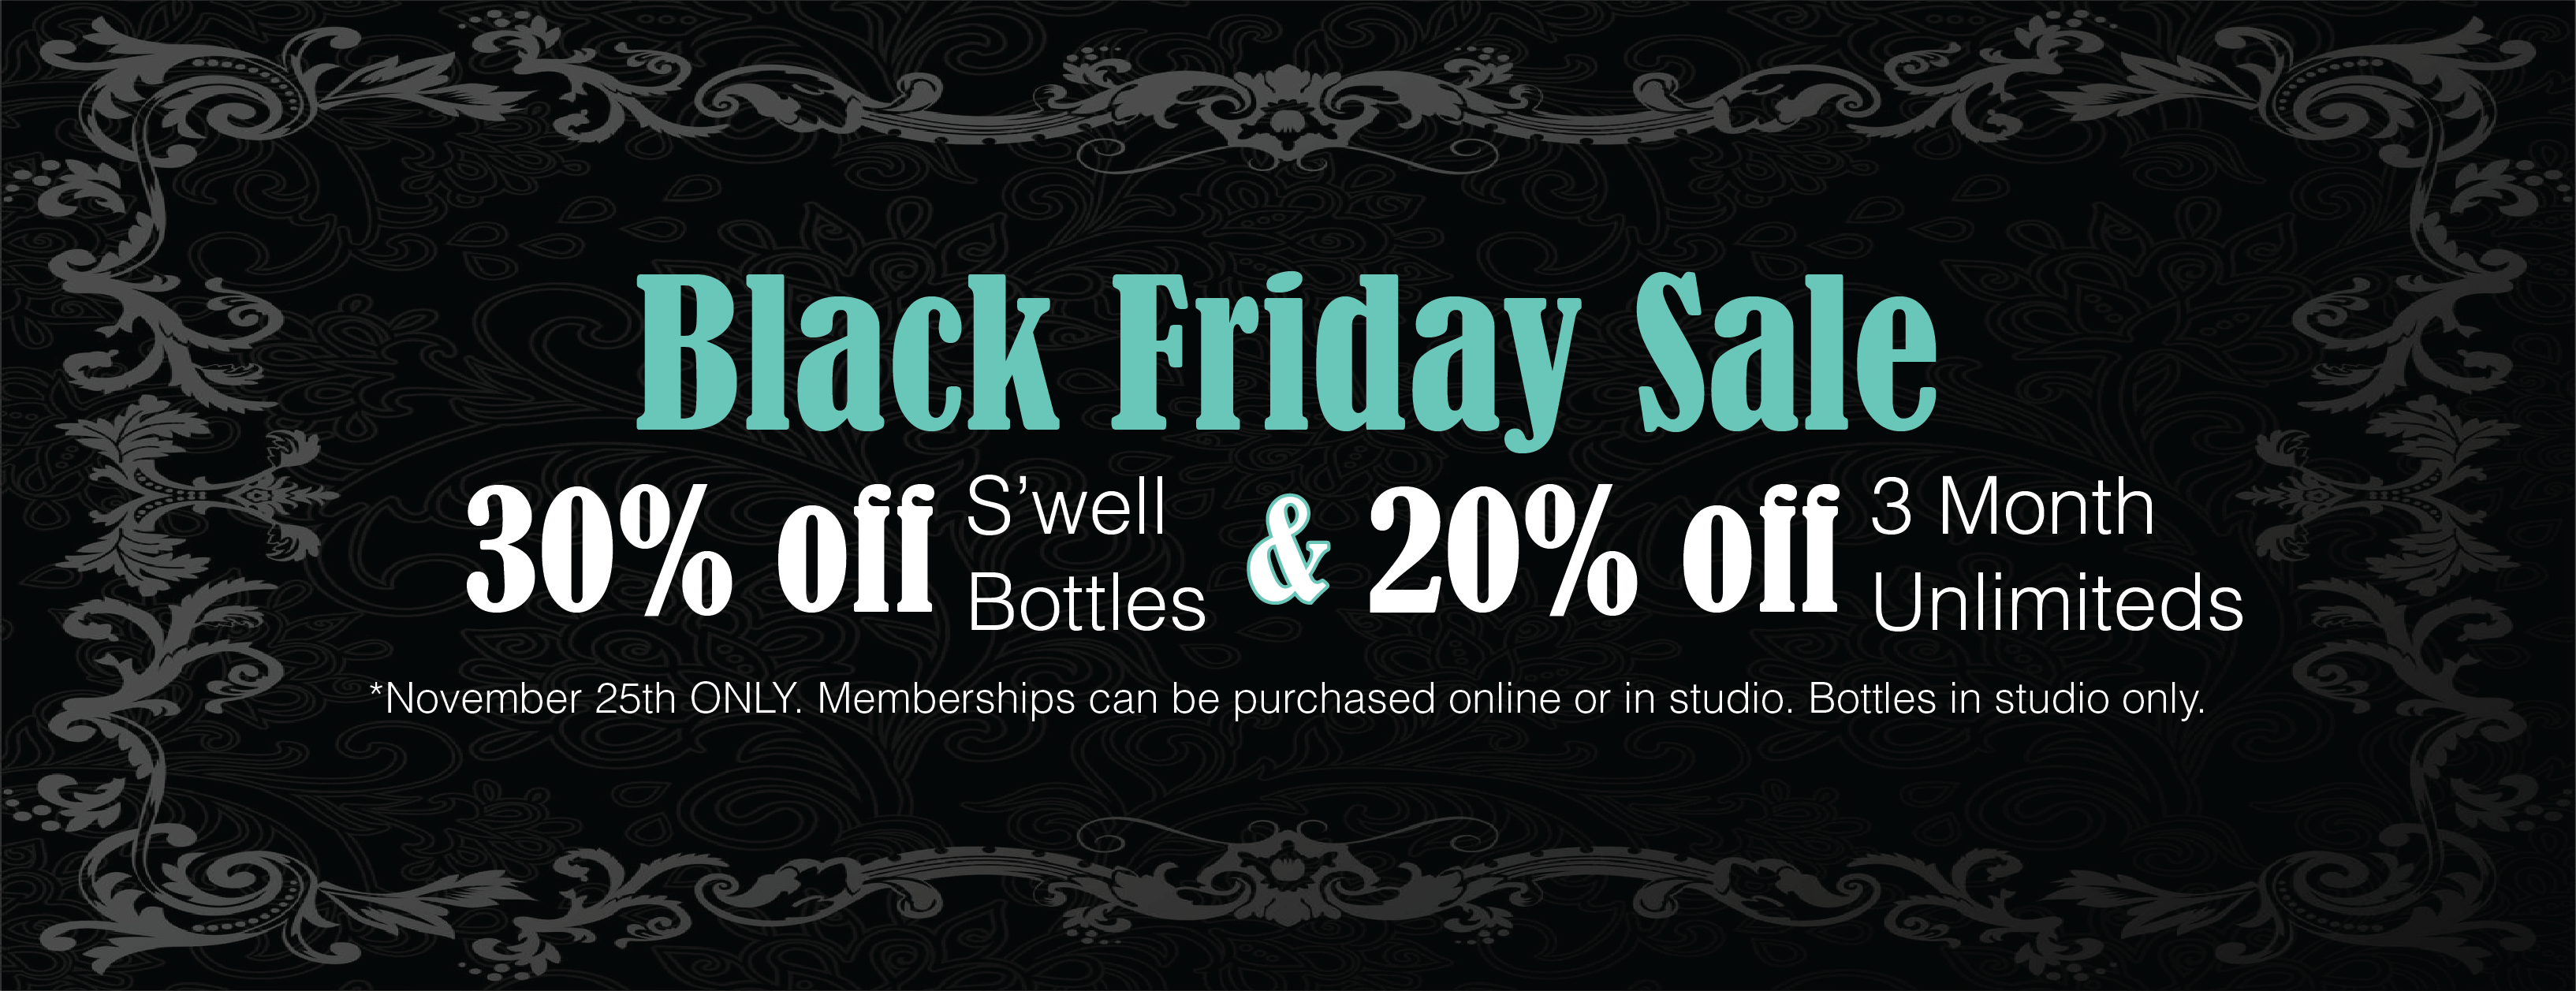 Black Friday Sale
30% off S’well Bottles & 20% off 3 Month Unlimiteds
*November 25th ONLY. Memberships can be purchased online or in studio. Bottles in studio only.